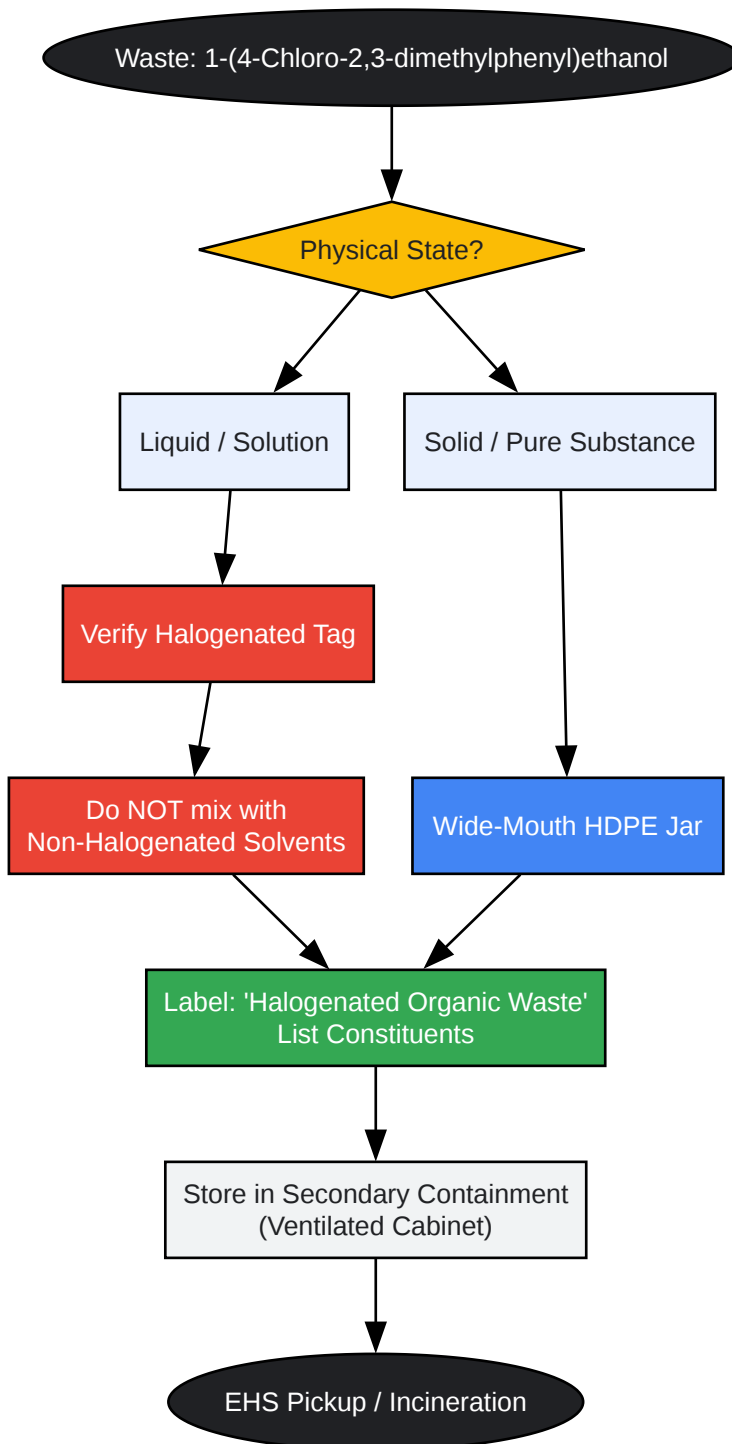 Waste: 1-(4-Chloro-2,3-dimethylphenyl)ethanol
Physical State?
Liquid / Solution
Solid / Pure Substance
Verify Halogenated Tag
Do NOT mix with
Non-Halogenated Solvents
Wide-Mouth HDPE Jar
Label: 'Halogenated Organic Waste'
List Constituents
Store in Secondary Containment
(Ventilated Cabinet)
EHS Pickup / Incineration